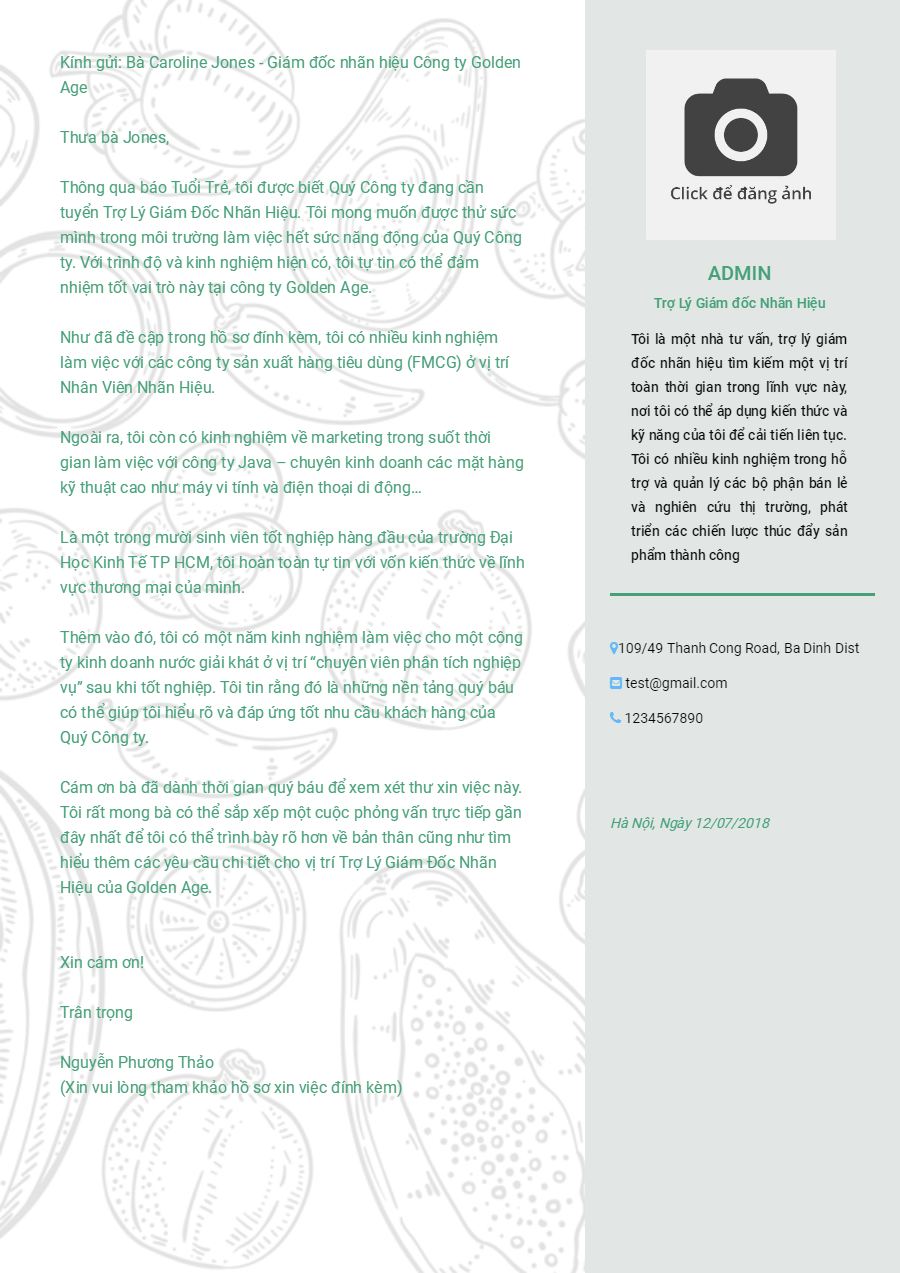 Kính gửi: Bà Caroline Jones - Giám đốc nhãn hiệu Công ty Golden
Age
Thưa bà Jones,
Thông qua báo Tuổi Trẻ, tôi được biết Quý Công ty đang cần
tuyển Trợ Lý Giám Đốc Nhãn Hiệu. Tôi mong muốn được thử sức
mình trong môi trường làm việc hết sức năng động của Quý Công
ty. Với trình độ và kinh nghiệm hiện có, tôi tự tin có thể đảm
nhiệm tốt vai trò này tại công ty Golden Age.
Như đã đề cập trong hồ sơ đính kèm, tôi có nhiều kinh nghiệm
làm việc với các công ty sản xuất hàng tiêu dùng (FMCG) ở vị trí
Nhân Viên Nhãn Hiệu.
Ngoài ra, tôi còn có kinh nghiệm về marketing trong suốt thời
gian làm việc với công ty Java – chuyên kinh doanh các mặt hàng
kỹ thuật cao như máy vi tính và điện thoại di động…
Là một trong mười sinh viên tốt nghiệp hàng đầu của trường Đại
Học Kinh Tế TP HCM, tôi hoàn toàn tự tin với vốn kiến thức về lĩnh
vực thương mại của mình.
Thêm vào đó, tôi có một năm kinh nghiệm làm việc cho một công
ty kinh doanh nước giải khát ở vị trí “chuyên viên phân tích nghiệp
vụ” sau khi tốt nghiệp. Tôi tin rằng đó là những nền tảng quý báu
có thể giúp tôi hiểu rõ và đáp ứng tốt nhu cầu khách hàng của
Quý Công ty.
Cám ơn bà đã dành thời gian quý báu để xem xét thư xin việc này.
Tôi rất mong bà có thể sắp xếp một cuộc phỏng vấn trực tiếp gần
đây nhất để tôi có thể trình bày rõ hơn về bản thân cũng như tìm
hiểu thêm các yêu cầu chi tiết cho vị trí Trợ Lý Giám Đốc Nhãn
Hiệu của Golden Age.
Xin cám ơn!
Trân trọng
Nguyễn Phương Thảo
(Xin vui lòng tham khảo hồ sơ xin việc đính kèm)
Click để đăng ảnh
ADMIN
Trợ Lý Giám đốc Nhãn Hiệu
Tôi là một nhà tư vấn, trợ lý giám
đốc nhãn hiệu tìm kiếm một vị trí
toàn thời gian trong lĩnh vực này,
nơi tôi có thể áp dụng kiến thức và
kỹ năng của tôi để cải tiến liên tục.
Tôi có nhiều kinh nghiệm trong hỗ
trợ và quản lý các bộ phận bán lẻ
và nghiên cứu thị trường, phát
triển các chiến lược thúc đẩy sản
phẩm thành công
109/49 Thanh Cong Road, Ba Dinh Dist
test@gmail.com
1234567890
Hà Nội, Ngày 12/07/2018